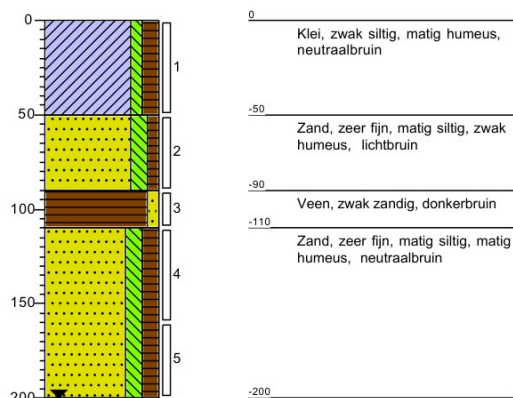 0
50
100
150
200
1
2
3
4
5
0
Klei, zwak siltig, matig humeus,
neutraalbruin
-50
Zand, zeer fijn, matig siltig, zwak
humeus, lichtbruin
-90
Veen, zwak zandig, donkerbruin
-110
Zand, zeer fijn, matig siltig, matig
humeus, neutraalbruin
-200